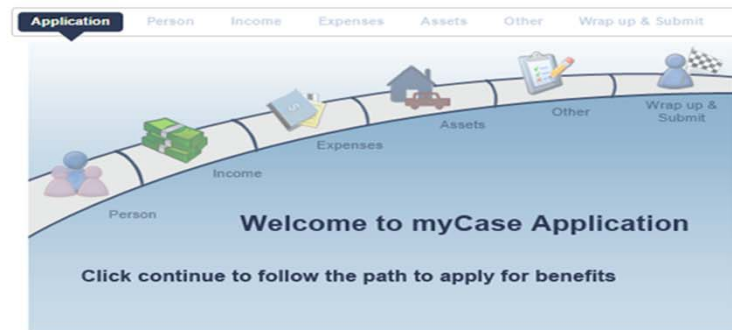 Application Person Income Expenses Assets Other Wrap up & Submit
Wrap up &
Submit
Other
Assets
Expenses
Income
Person
Welcome to myCase Application
Click continue to follow the path to apply for benefits